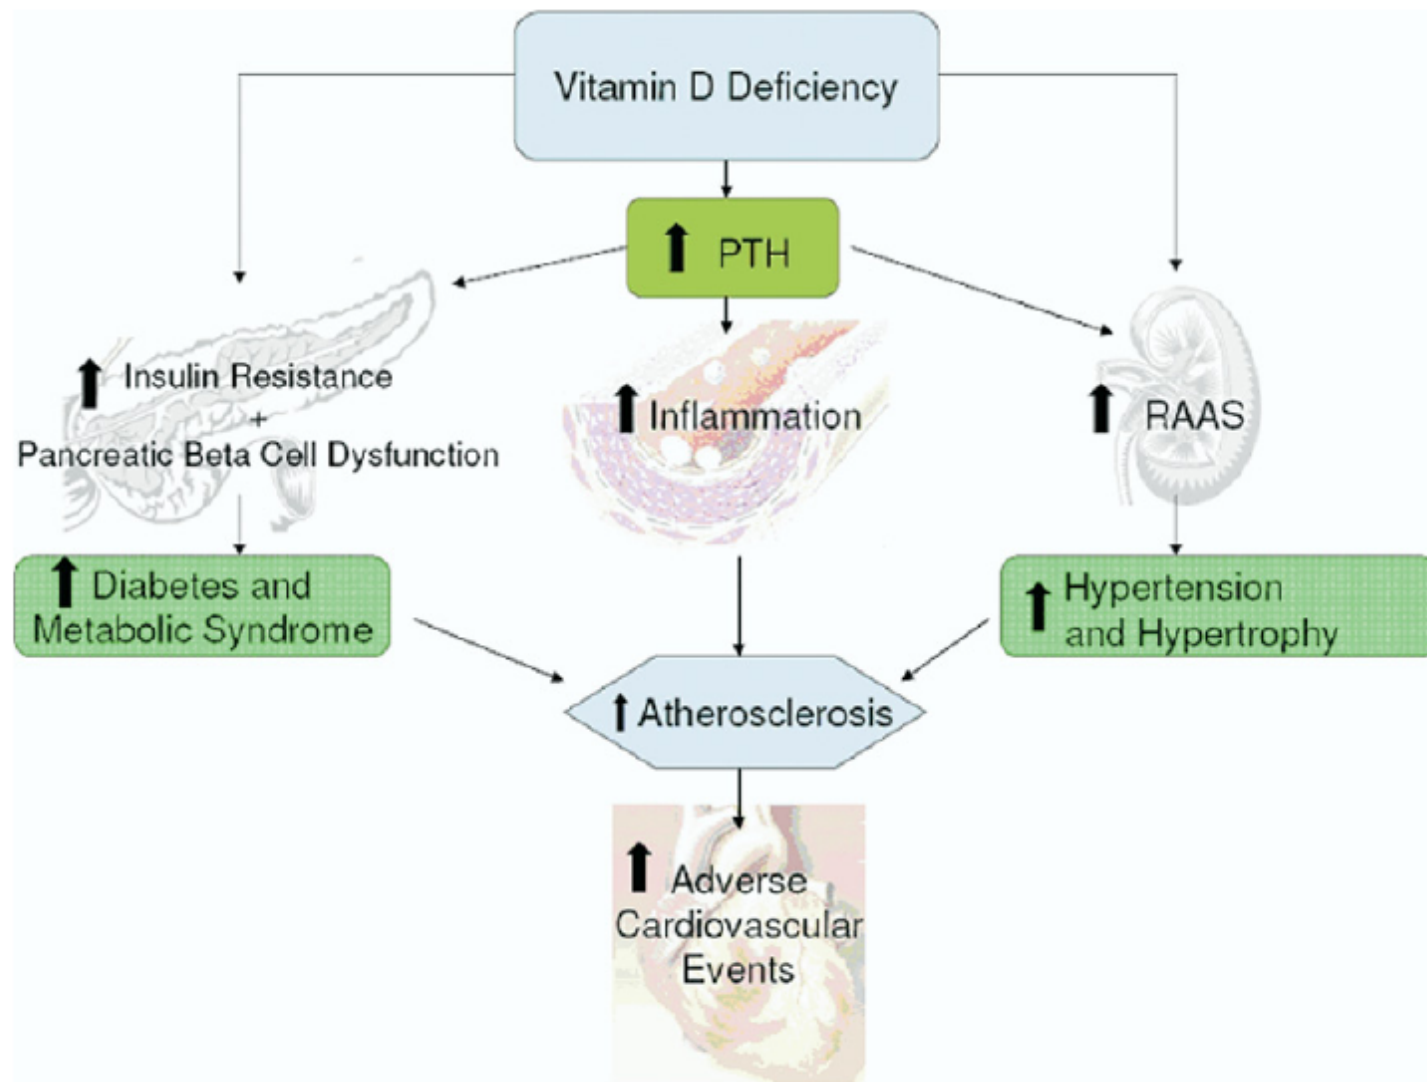 Vitamin D Deficiency
PTH
Insulin Resistance
+
Pancreatic Beta Cell Dysfunction
Inflammation
RAAS
Diabetes and
Metabolic Syndrome
Hypertension
and Hypertrophy
Atherosclerosis
Adverse
Cardiovascular
Events